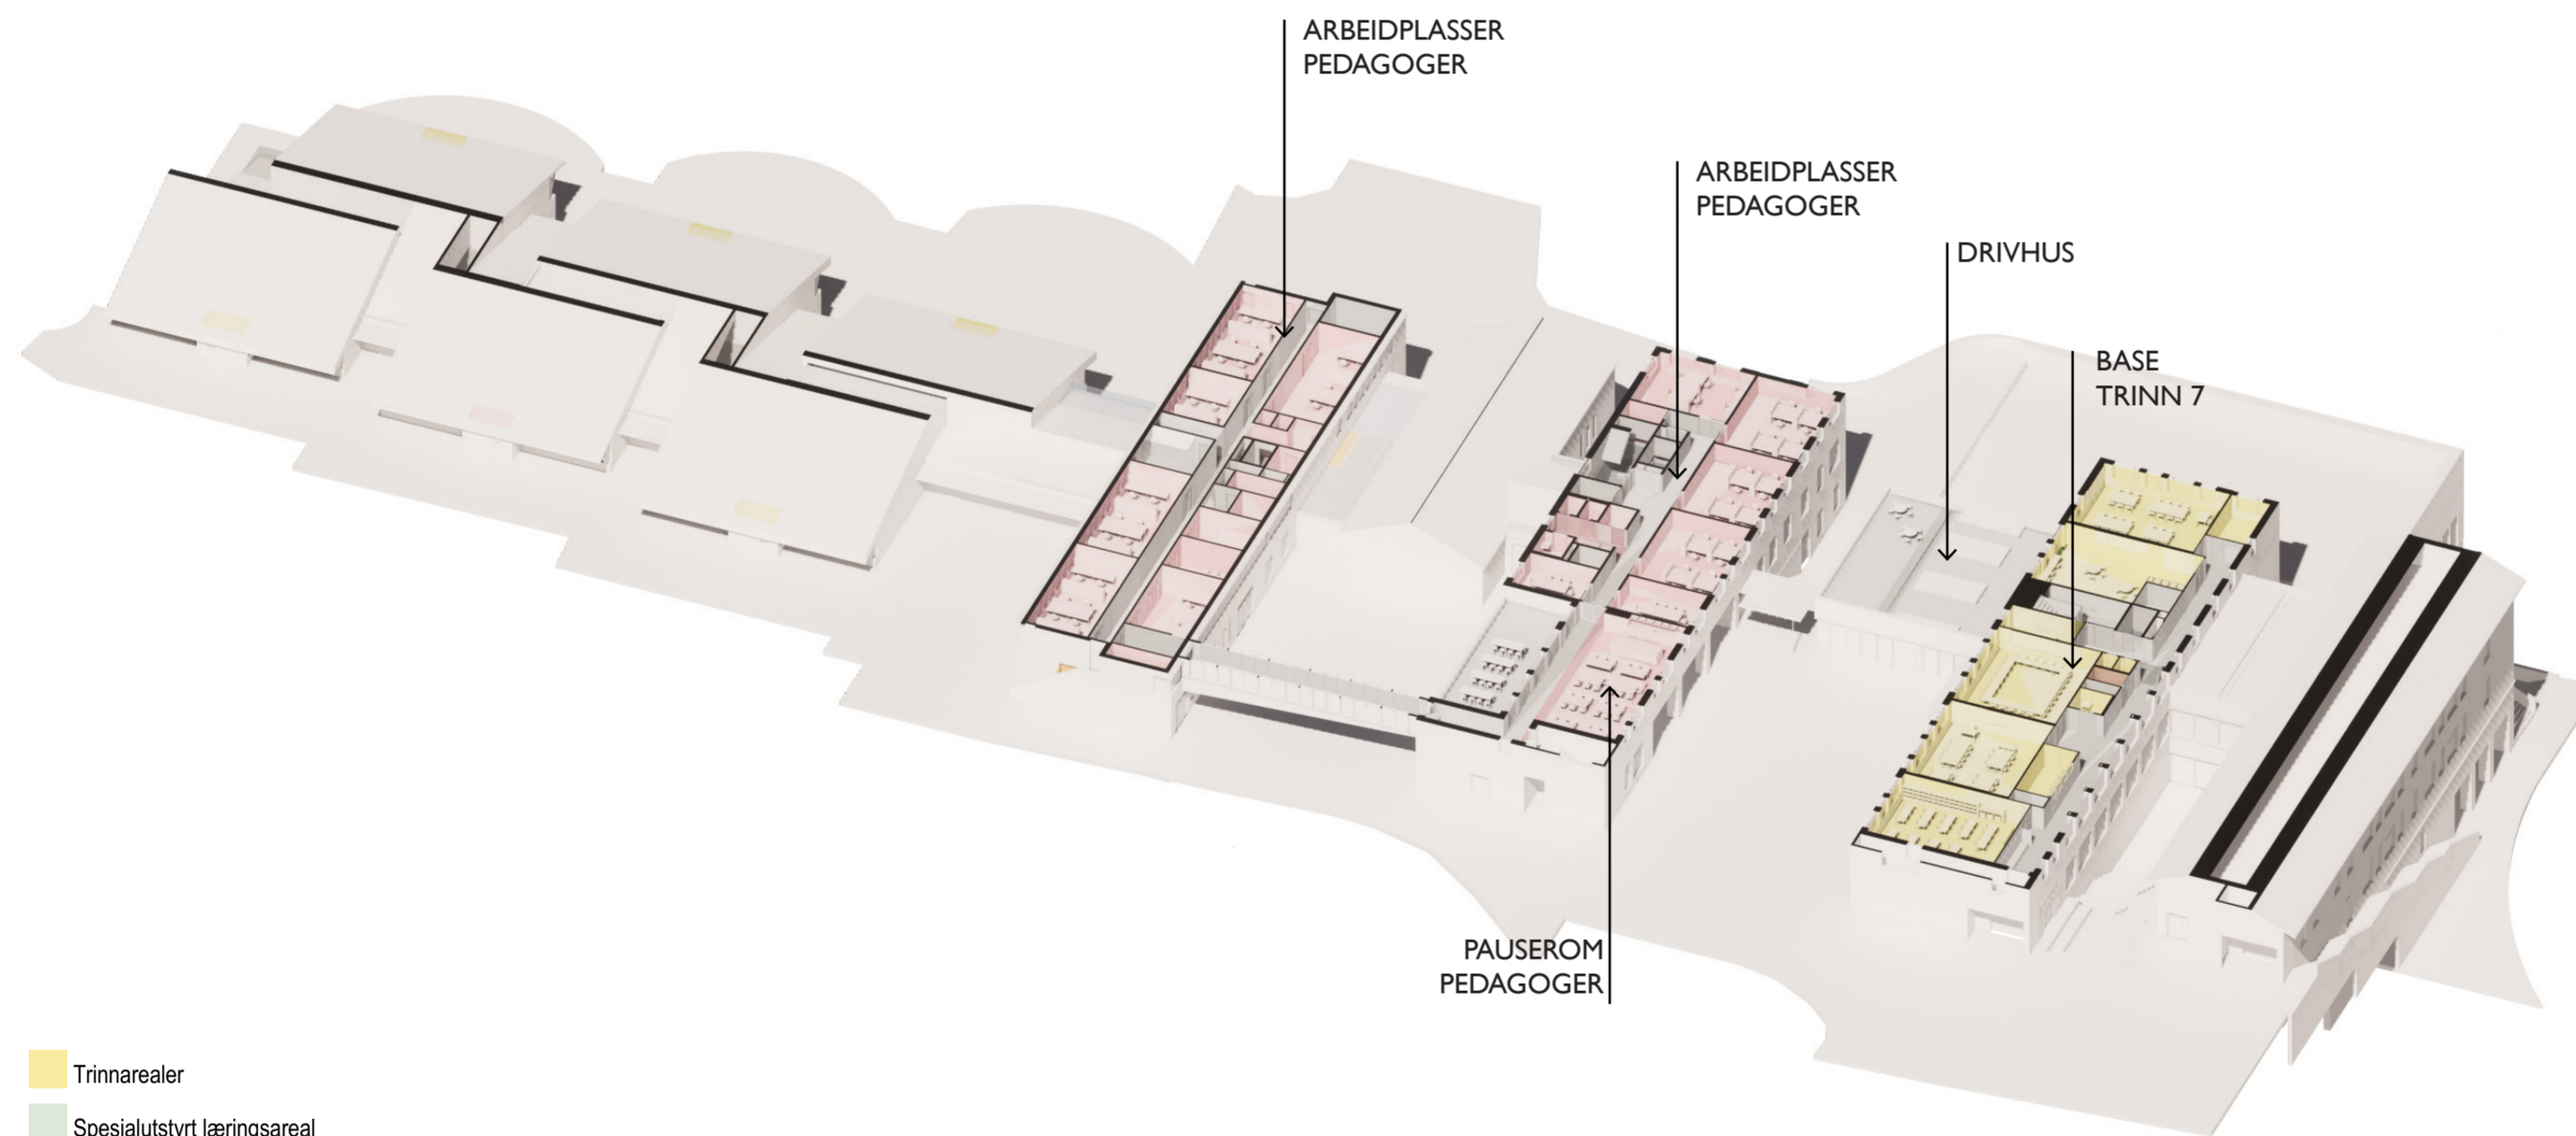 ARBEIDPLASSER
PEDAGOGER
ARBEIDPLASSER
PEDAGOGER
DRIVHUS
BASE
TRINN 7
PAUSEROM
PEDAGOGER
Trinnarealer
Spesialutstyrt læringsareal